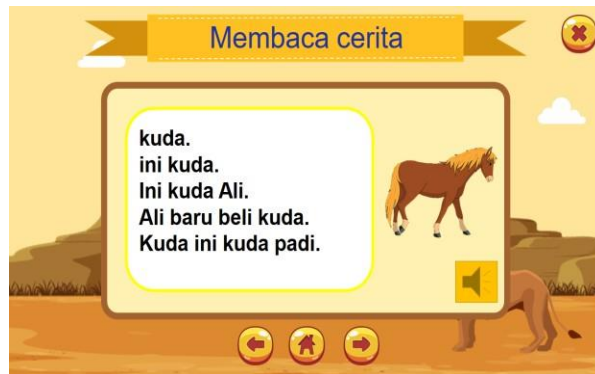 Membaca cerita
kuda.
ini kuda.
Ini kuda Ali.
Ali baru beli kuda.
Kuda ini kuda padi.